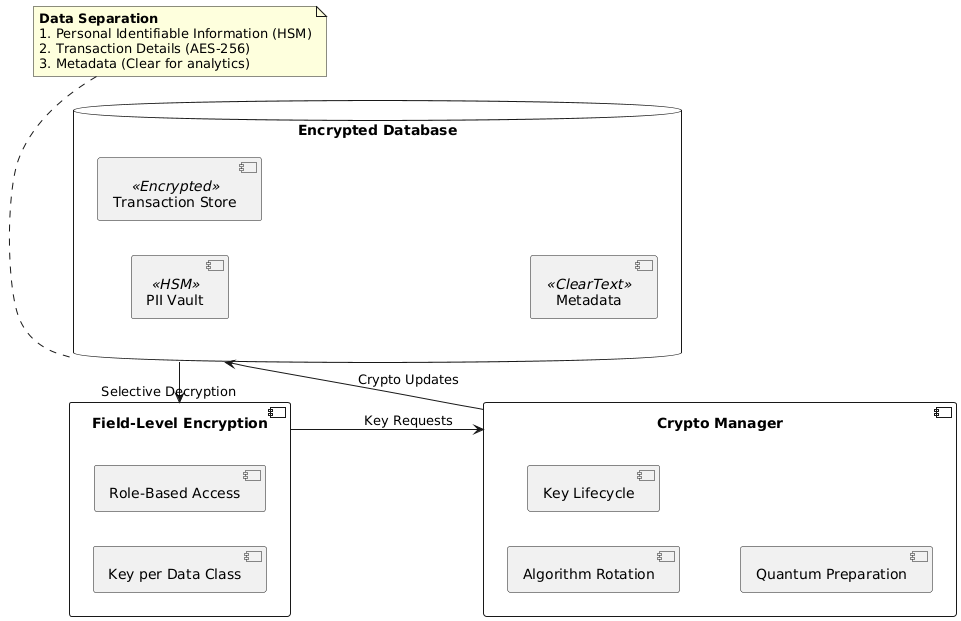 Data Separation
1. Personal Identifiable Information (HSM)
2. Transaction Details (AES-256)
3. Metadata (Clear for analytics)
Encrypted Database
«Encrypted»
Transaction Store
«HSM»
PII Vault
«ClearText»
Metadata
Crypto Updates
Selective Decryption
Key Requests
Field-Level Encryption
Role-Based Access
Key per Data Class
Crypto Manager
Key Lifecycle
Algorithm Rotation
Quantum Preparation